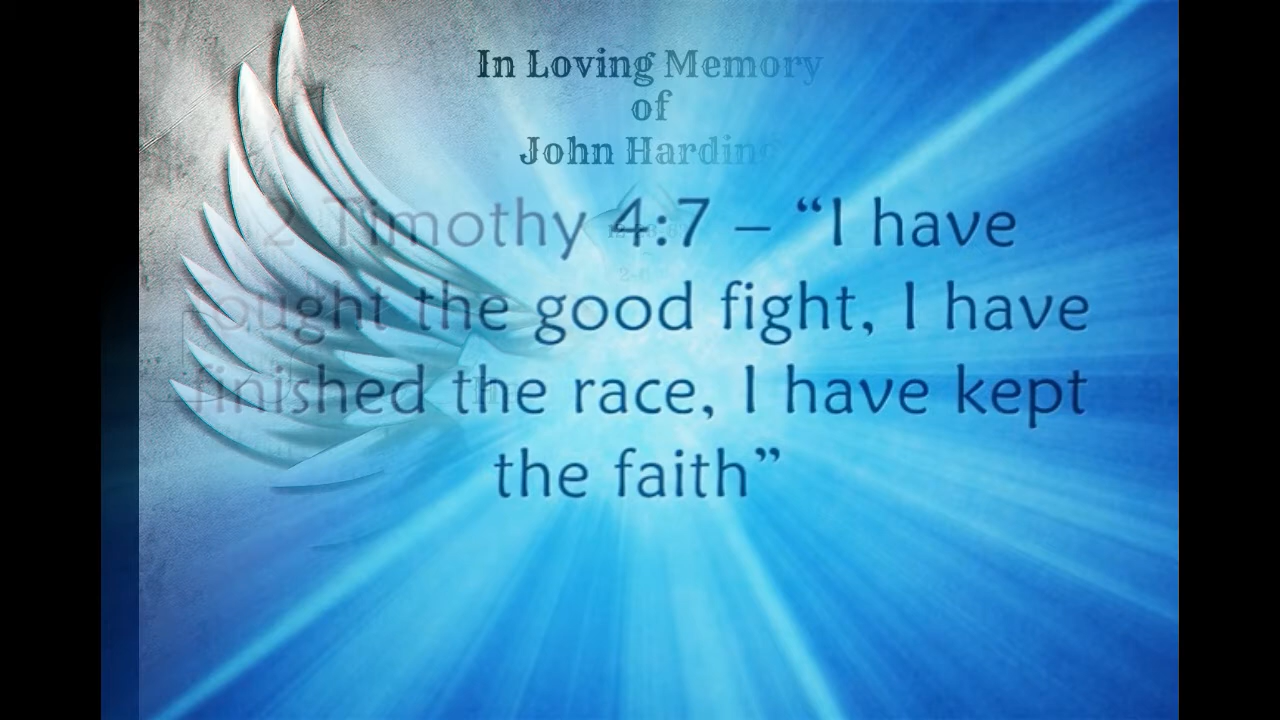 In Loving Memory
of
John Harding
2 Timothy 4:7 – “I have
fought the good fight, I have
finished the race, I have kept
the faith”